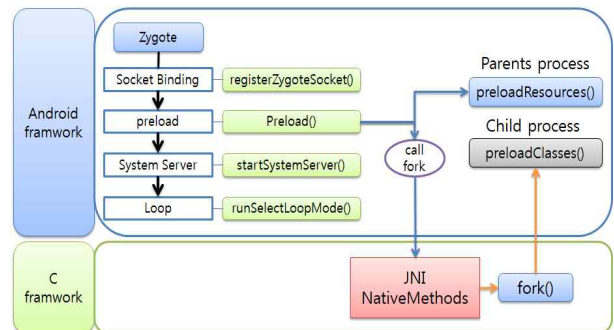 Zygote
Socket Binding
registerZygoteSocket()
Parents process
preloadResources()
Android
framwork
preload
Preload()
Child process
preloadClasses()
call
fork
System Server
startSystemServer()
Loop
runSelectLoopMode()
C
framwork
JNI
NativeMethods
fork()